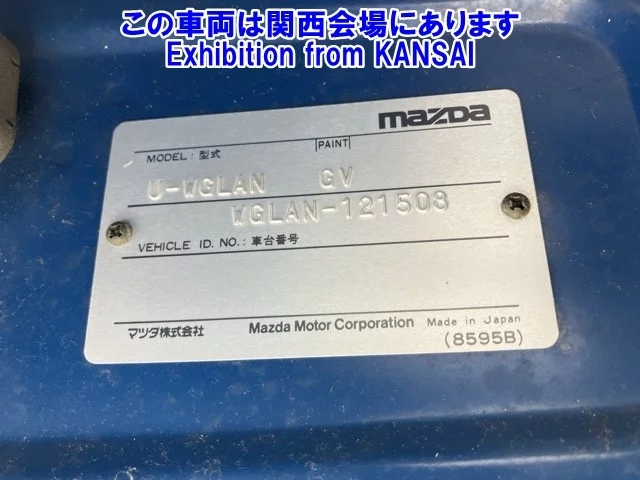 この車両は関西会場にあります
Exhibition from KANSAI
mazda
MODEL : 型式
PAINT
U-WGLAN GV
WGLAN-121503
VEHICLE ID. NO. : 車台番号
マツダ株式会社 Mazda Motor Corporation Made in Japan
(8595B)